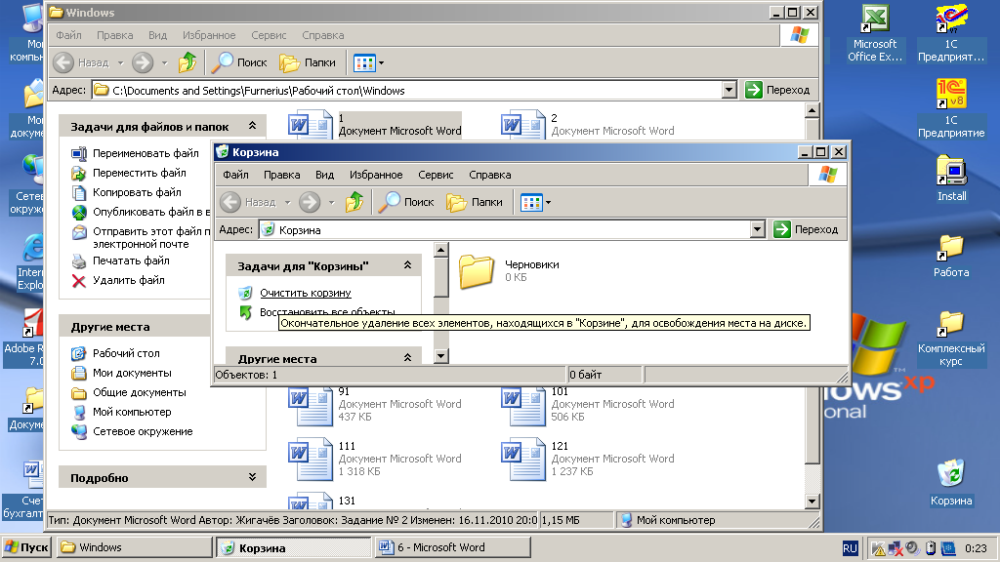 Windows
Файл Правка Вид Избранное Сервис Справка
Назад Поиск Папки
Адрес: C:\Documents and Settings\Furnerius\Рабочий стол\Windows Переход
Задачи для файлов и папок
Переименовать файл
Переместить файл
Копировать файл
Опубликовать файл в в
Отправить этот файл п
электронной почте
Печатать файл
Удалить файл
Другие места
Рабочий стол
Мои документы
Общие документы
Мой компьютер
Сетевое окружение
Подробно
1
Документ Microsoft Word
2
Документ Microsoft Word
Корзина
Файл Правка Вид Избранное Сервис Справка
Назад Поиск Папки
Адрес: Корзина Переход
Задачи для "Корзины"
Очистить корзину
Восстановить все объекты
Окончательное удаление всех элементов, находящихся в "Корзине", для освобождения места на диске.
Другие места
Черновики
0 КБ
Объектов: 1 0 байт
91
Документ Microsoft Word
437 КБ
101
Документ Microsoft Word
506 КБ
111
Документ Microsoft Word
1 318 КБ
121
Документ Microsoft Word
1 237 КБ
131
Тип: Документ Microsoft Word Автор: Жигачёв Заголовок: Задание № 2 Изменен: 16.11.2010 20:0 1,15 МБ Мой компьютер
Мо
компь
Мо
докум
Сете
окруж
Inter
Explo
Adobe R
7.0
Докуме
Счет
бухгалт
Microsoft
Office Ex...
1С
Предприят...
1С
Предприятие
Install
Работа
Комплексный
курс
Корзина
dows xp
onal
Пуск Windows Корзина 6 - Microsoft Word RU 0:23